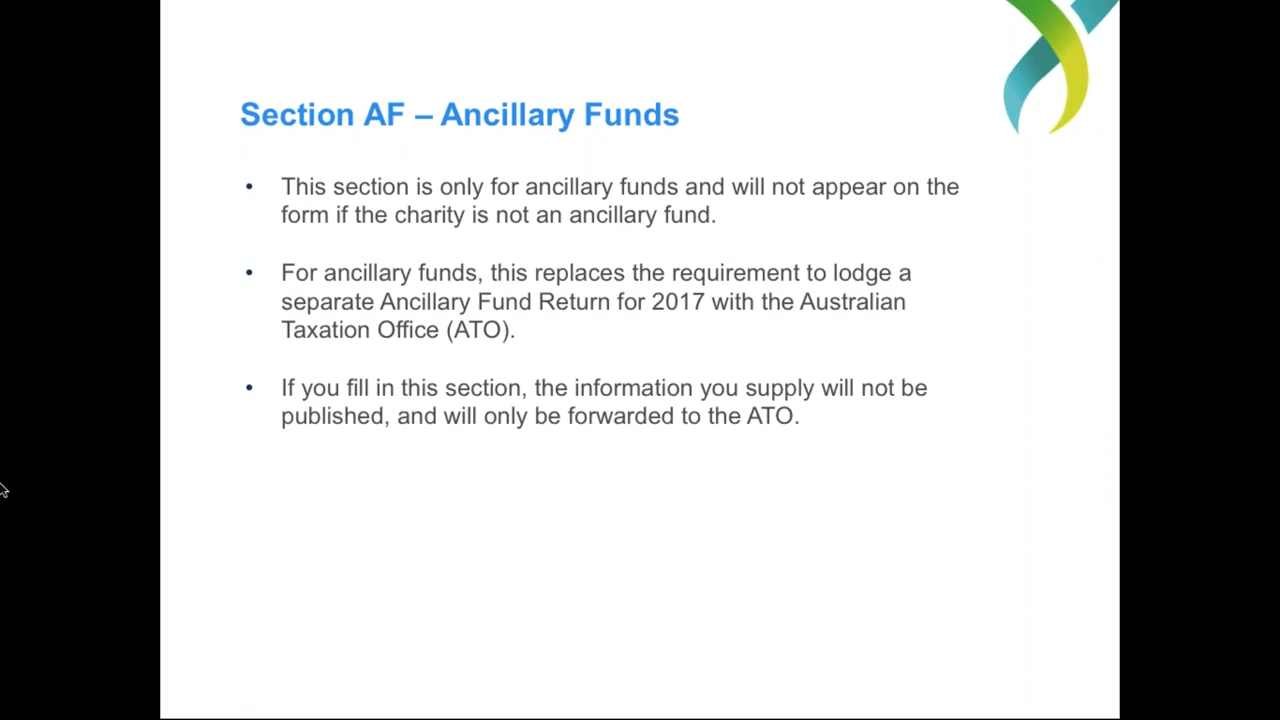 Section AF – Ancillary Funds
• This section is only for ancillary funds and will not appear on the
form if the charity is not an ancillary fund.
• For ancillary funds, this replaces the requirement to lodge a
separate Ancillary Fund Return for 2017 with the Australian
Taxation Office (ATO).
• If you fill in this section, the information you supply will not be
published, and will only be forwarded to the ATO.